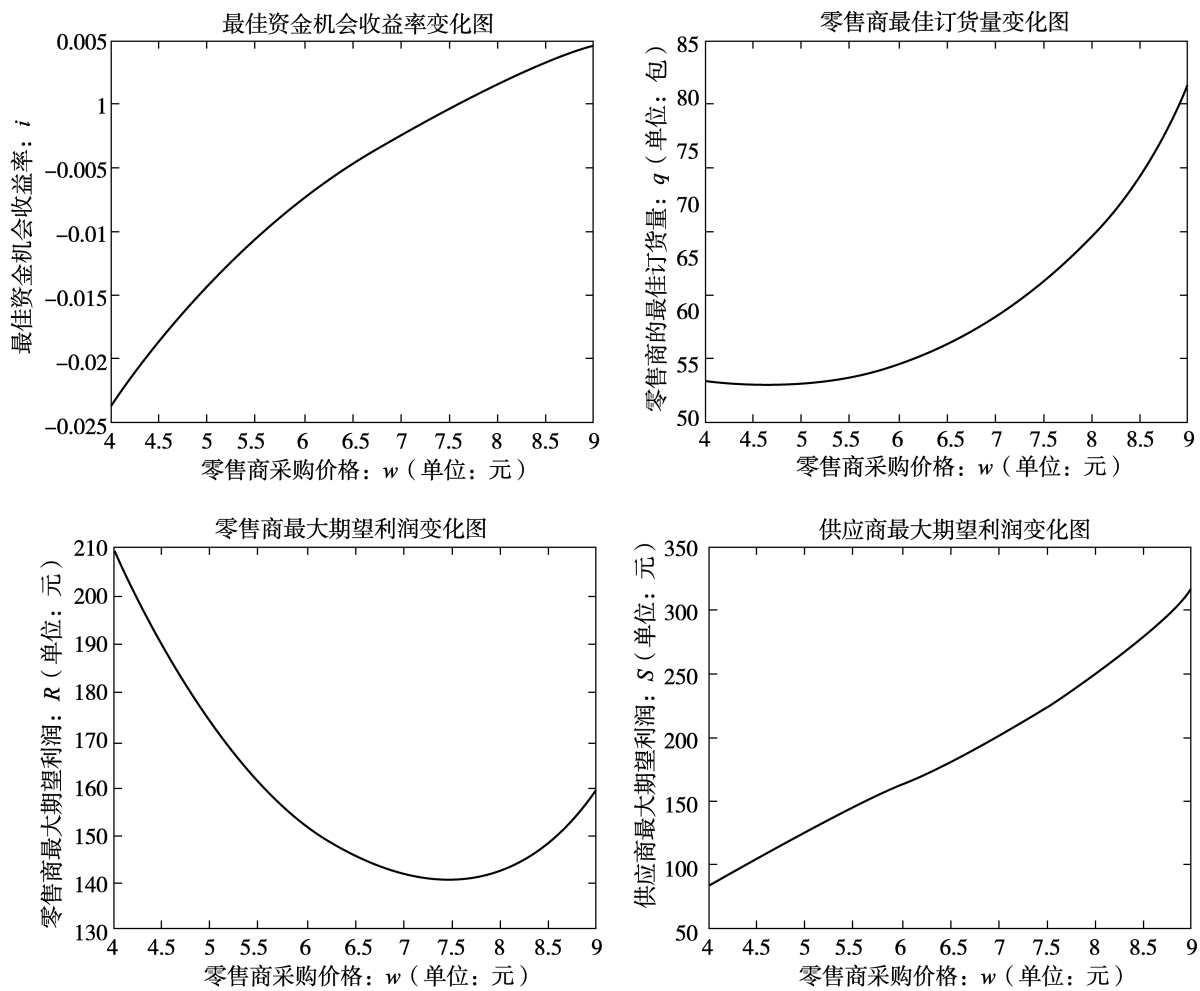 最佳资金机会收益率变化图
0.005
1
−0.005
−0.01
−0.015
−0.02
−0.025
最佳资金机会收益率：i
4 4.5 5 5.5 6 6.5 7 7.5 8 8.5 9
零售商采购价格：w（单位：元）
零售商最佳订货量变化图
85
80
75
70
65
60
55
50
零售商的最佳订货量：q（单位：包）
4 4.5 5 5.5 6 6.5 7 7.5 8 8.5 9
零售商采购价格：w（单位：元）
零售商最大期望利润变化图
210
200
190
180
170
160
150
140
130
零售商最大期望利润：R（单位：元）
4 4.5 5 5.5 6 6.5 7 7.5 8 8.5 9
零售商采购价格：w（单位：元）
供应商最大期望利润变化图
350
300
250
200
150
100
50
供应商最大期望利润：S（单位：元）
4 4.5 5 5.5 6 6.5 7 7.5 8 8.5 9
零售商采购价格：w（单位：元）